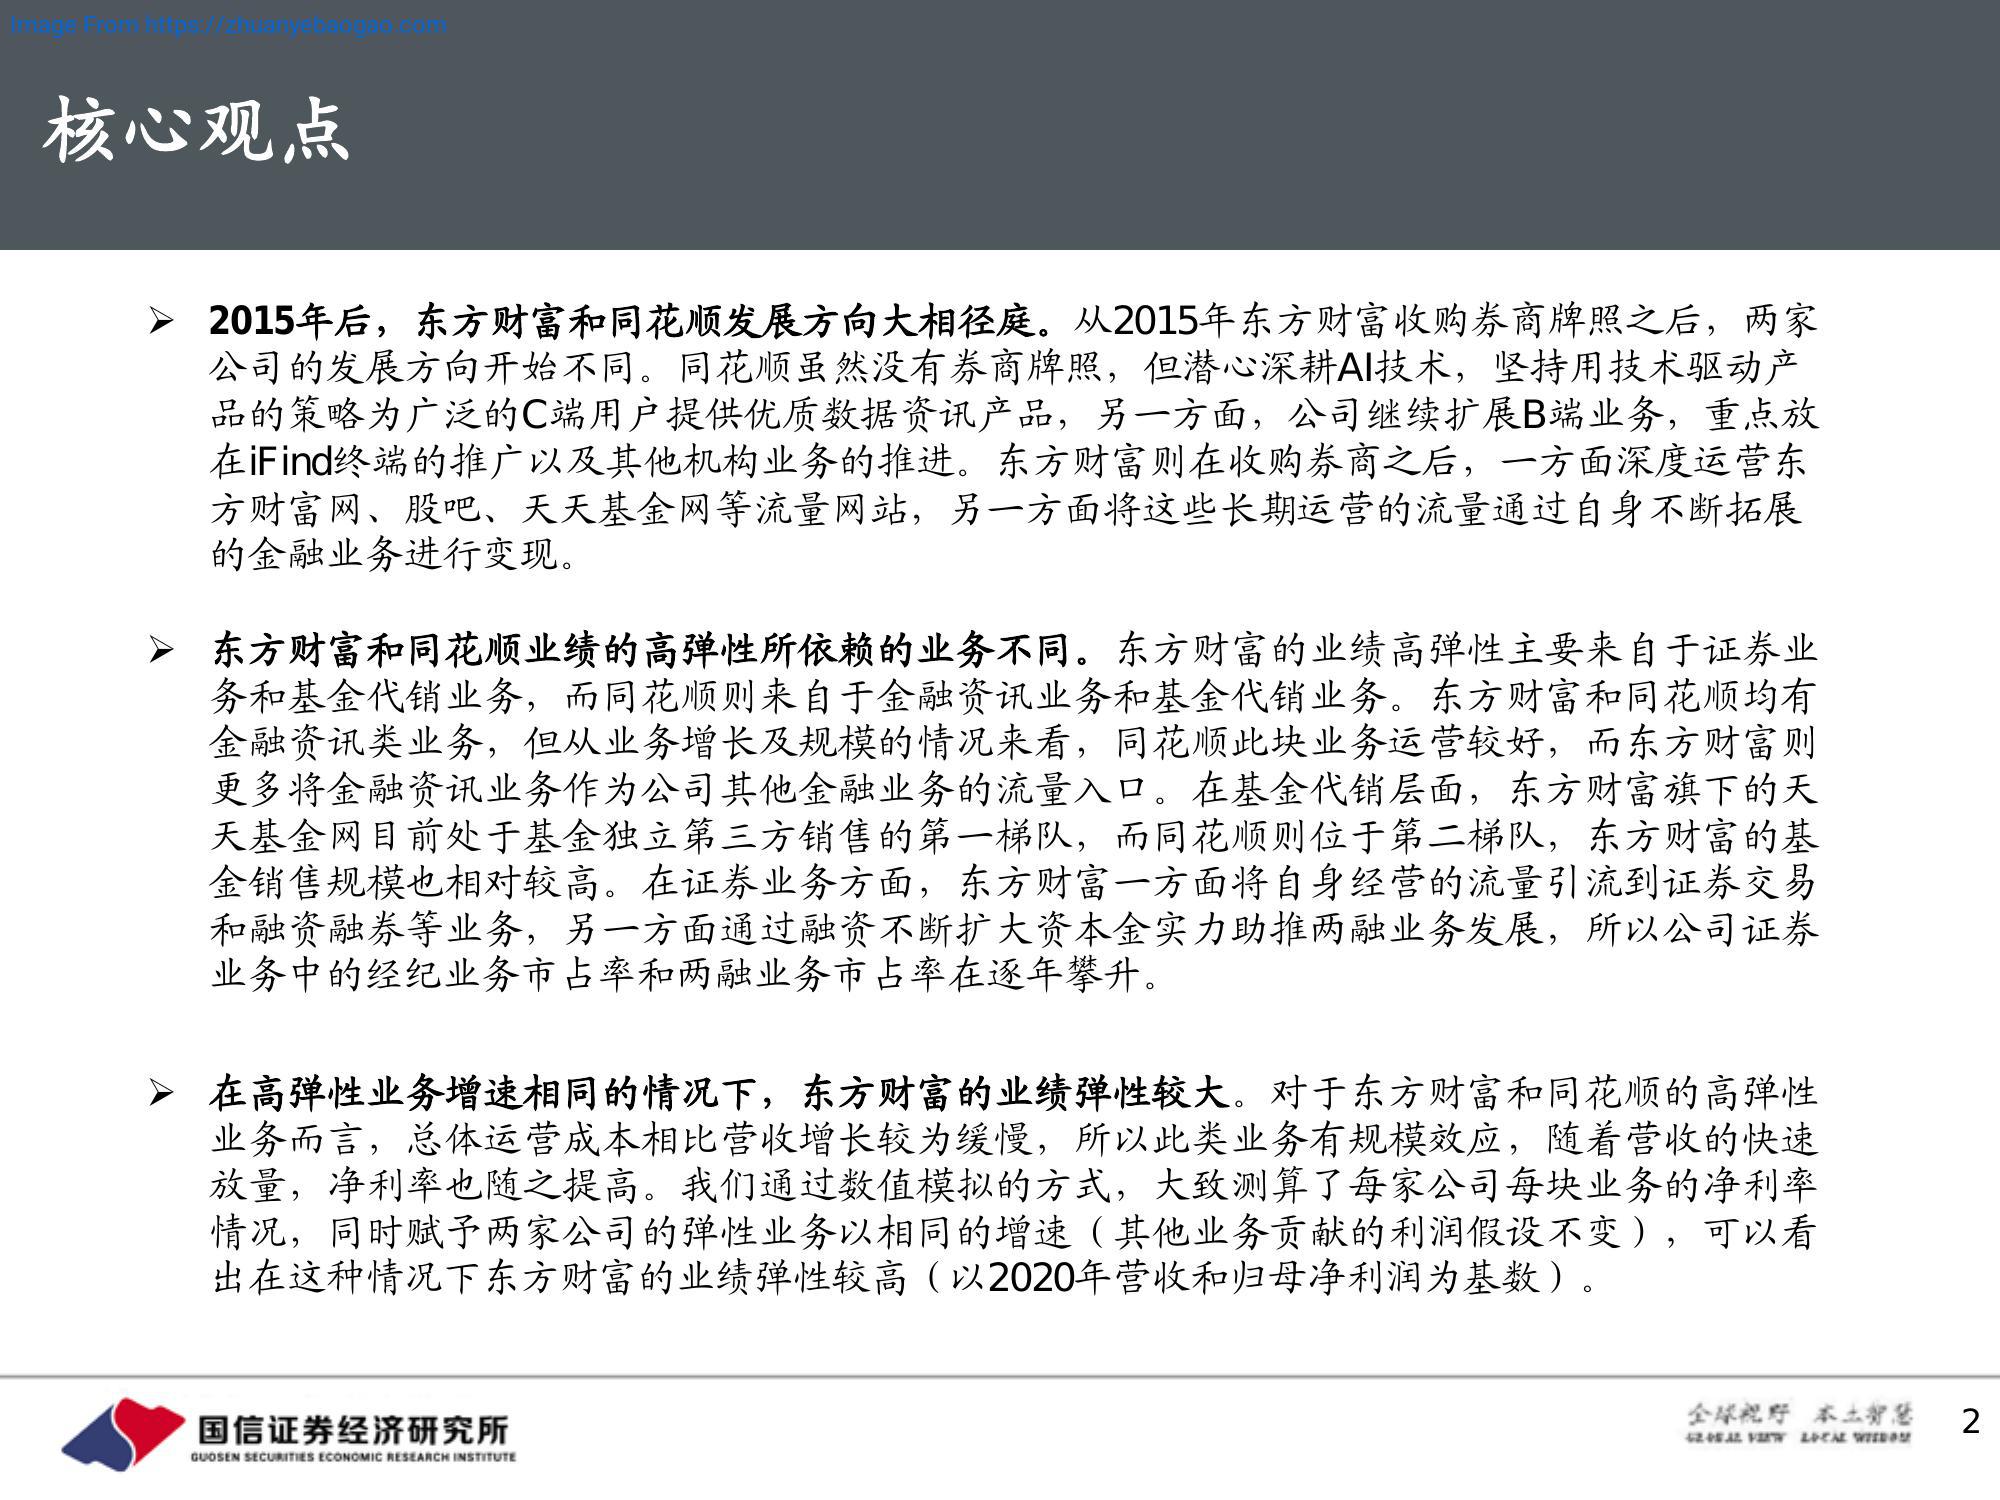 Image From https://zhuanyebaogao.com
核心观点
➢ 2015年后，东方财富和同花顺发展方向大相径庭。从2015年东方财富收购券商牌照之后，两家
公司的发展方向开始不同。同花顺虽然没有券商牌照，但潜心深耕AI技术，坚持用技术驱动产
品的策略为广泛的C端用户提供优质数据资讯产品，另一方面，公司继续扩展B端业务，重点放
在iFind终端的推广以及其他机构业务的推进。东方财富则在收购券商之后，一方面深度运营东
方财富网、股吧、天天基金网等流量网站，另一方面将这些长期运营的流量通过自身不断拓展
的金融业务进行变现。
➢ 东方财富和同花顺业绩的高弹性所依赖的业务不同。东方财富的业绩高弹性主要来自于证券业
务和基金代销业务，而同花顺则来自于金融资讯业务和基金代销业务。东方财富和同花顺均有
金融资讯类业务，但从业务增长及规模的情况来看，同花顺此块业务运营较好，而东方财富则
更多将金融资讯业务作为公司其他金融业务的流量入口。在基金代销层面，东方财富旗下的天
天基金网目前处于基金独立第三方销售的第一梯队，而同花顺则位于第二梯队，东方财富的基
金销售规模也相对较高。在证券业务方面，东方财富一方面将自身经营的流量引流到证券交易
和融资融券等业务，另一方面通过融资不断扩大资本金实力助推两融业务发展，所以公司证券
业务中的经纪业务市占率和两融业务市占率在逐年攀升。
➢ 在高弹性业务增速相同的情况下，东方财富的业绩弹性较大。对于东方财富和同花顺的高弹性
业务而言，总体运营成本相比营收增长较为缓慢，所以此类业务有规模效应，随着营收的快速
放量，净利率也随之提高。我们通过数值模拟的方式，大致测算了每家公司每块业务的净利率
情况，同时赋予两家公司的弹性业务以相同的增速（其他业务贡献的利润假设不变），可以看
出在这种情况下东方财富的业绩弹性较高（以2020年营收和归母净利润为基数）。
国信证券经济研究所
GUOSEN SECURITIES ECONOMIC RESEARCH INSTITUTE
全球视野 本土智慧
GLOBAL VIEW LOCAL WISDOM
2